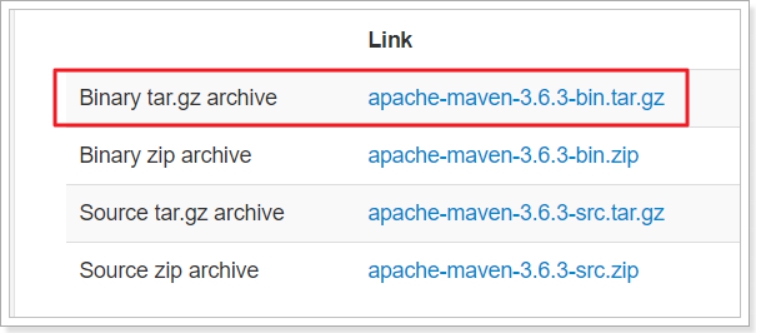 Link
Binary tar.gz archive apache-maven-3.6.3-bin.tar.gz
Binary zip archive apache-maven-3.6.3-bin.zip
Source tar.gz archive apache-maven-3.6.3-src.tar.gz
Source zip archive apache-maven-3.6.3-src.zip